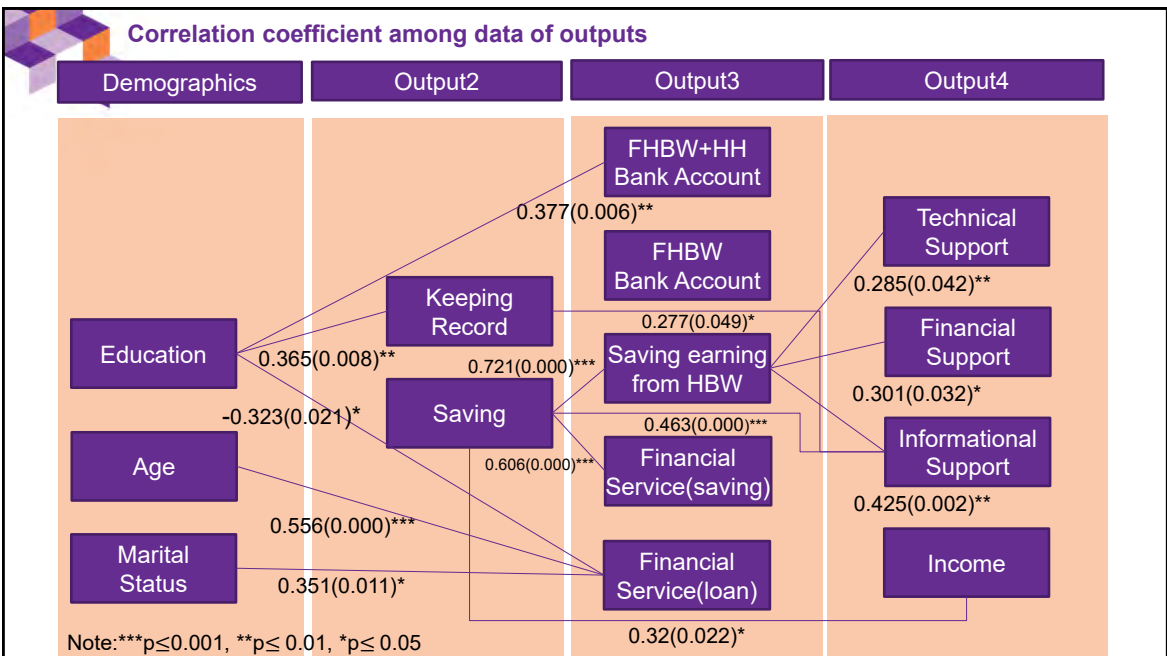 Correlation coefficient among data of outputs
Demographics
Output2
Output3
Output4
FHBW+HH
Bank Account
0.377(0.006)**
Technical
Support
FHBW
Bank Account
0.285(0.042)**
Keeping
Record
0.277(0.049)*
Financial
Support
Education
0.365(0.008)**
0.721(0.000)***
Saving earning
from HBW
0.301(0.032)*
-0.323(0.021)*
Saving
0.463(0.000)***
Informational
Support
Age
0.606(0.000)***
Financial
Service(saving)
0.425(0.002)**
0.556(0.000)***
Marital
Status
0.351(0.011)*
Financial
Service(loan)
Income
0.32(0.022)*
Note:***p≤0.001, **p≤ 0.01, *p≤ 0.05